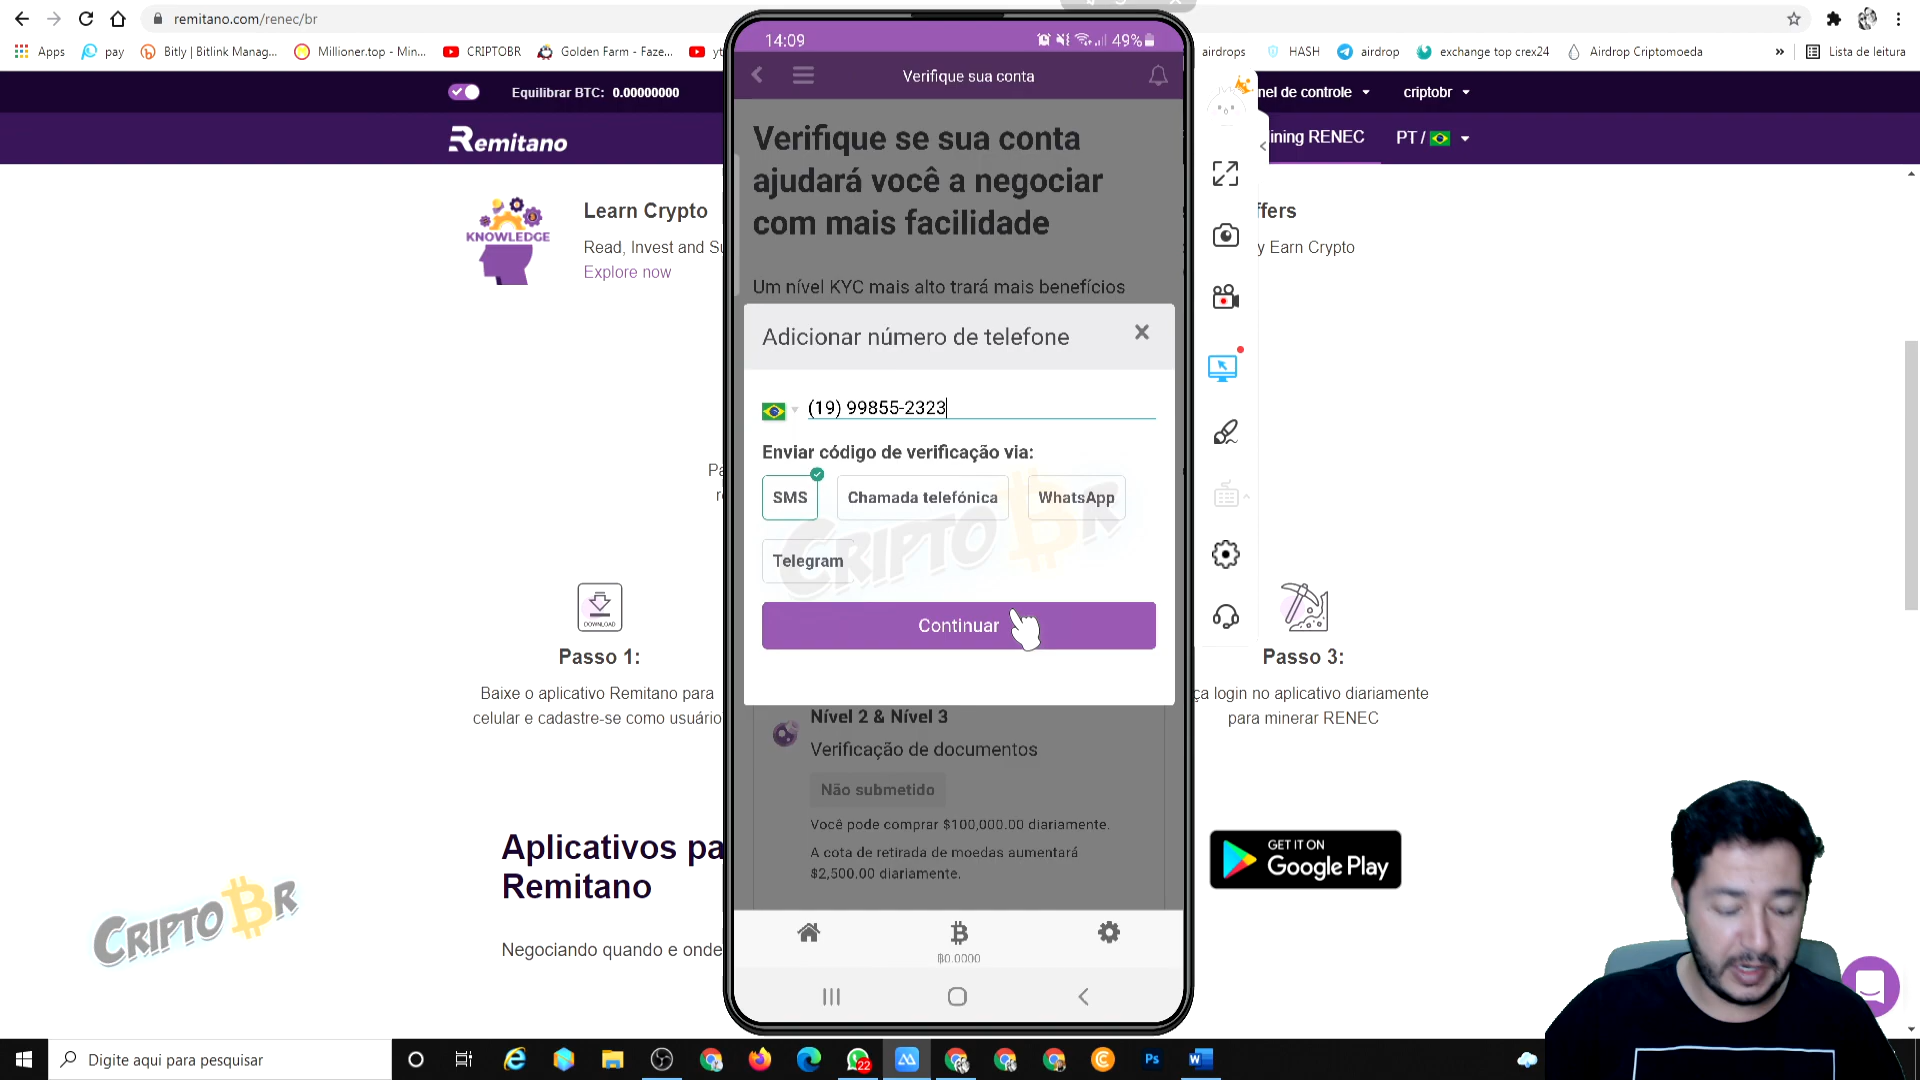 remitano.com/renec/br
Apps
pay
Bitly | Bitlink Manag...
Millioner.top - Min...
CRIPTOBR
Golden Farm - Faze...
yt
airdrops
HASH
airdrop
exchange top crex24
Airdrop Criptomoeda
»
Lista de leitura
Equilibrar BTC: 0.00000000
nel de controle
criptobr
Remitano
ining RENEC
PT /
14:09
49%
Verifique sua conta
Verifique se sua conta
ajudará você a negociar
com mais facilidade
Um nível KYC mais alto trará mais benefícios
KNOWLEDGE
Learn Crypto
Read, Invest and Su
Explore now
ffers
y Earn Crypto
Adicionar número de telefone
(19) 99855-2323
Enviar código de verificação via:
SMS
Chamada telefónica
WhatsApp
Telegram
CRIPTOBR
Continuar
DOWNLOAD
Passo 1:
Baixe o aplicativo Remitano para
celular e cadastre-se como usuário
Passo 3:
ça login no aplicativo diariamente
para minerar RENEC
Nível 2 & Nível 3
Verificação de documentos
Não submetido
Você pode comprar $100,000.00 diariamente.
A cota de retirada de moedas aumentará
$2,500.00 diariamente.
Aplicativos pa
Remitano
Negociando quando e onde
GET IT ON
Google Play
CRIPTOBR
฿0.0000
Digite aqui para pesquisar
22
Ps